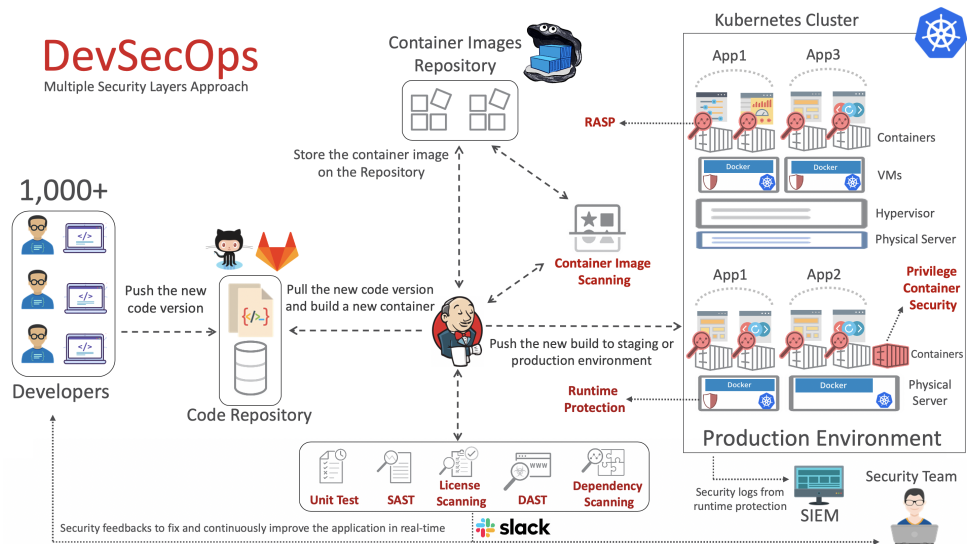 DevSecOps
Multiple Security Layers Approach
Container Images
Repository
Kubernetes Cluster
App1
App3
RASP
Containers
Docker
Docker
VMs
Hypervisor
Physical Server
Store the container image
on the Repository
1,000+
</>
</>
</>
Developers
Push the new
code version
{</>}
Code Repository
Pull the new code version
and build a new container
Container Image
Scanning
Push the new build to staging or
production environment
App1
App2
Privilege
Container
Security
Containers
Docker
Docker
Physical
Server
Runtime
Protection
Production Environment
Unit Test
SAST
License
Scanning
WWW
DAST
Dependency
Scanning
Security logs from
runtime protection
SIEM
Security Team
Security feedbacks to fix and continuously improve the application in real-time
slack